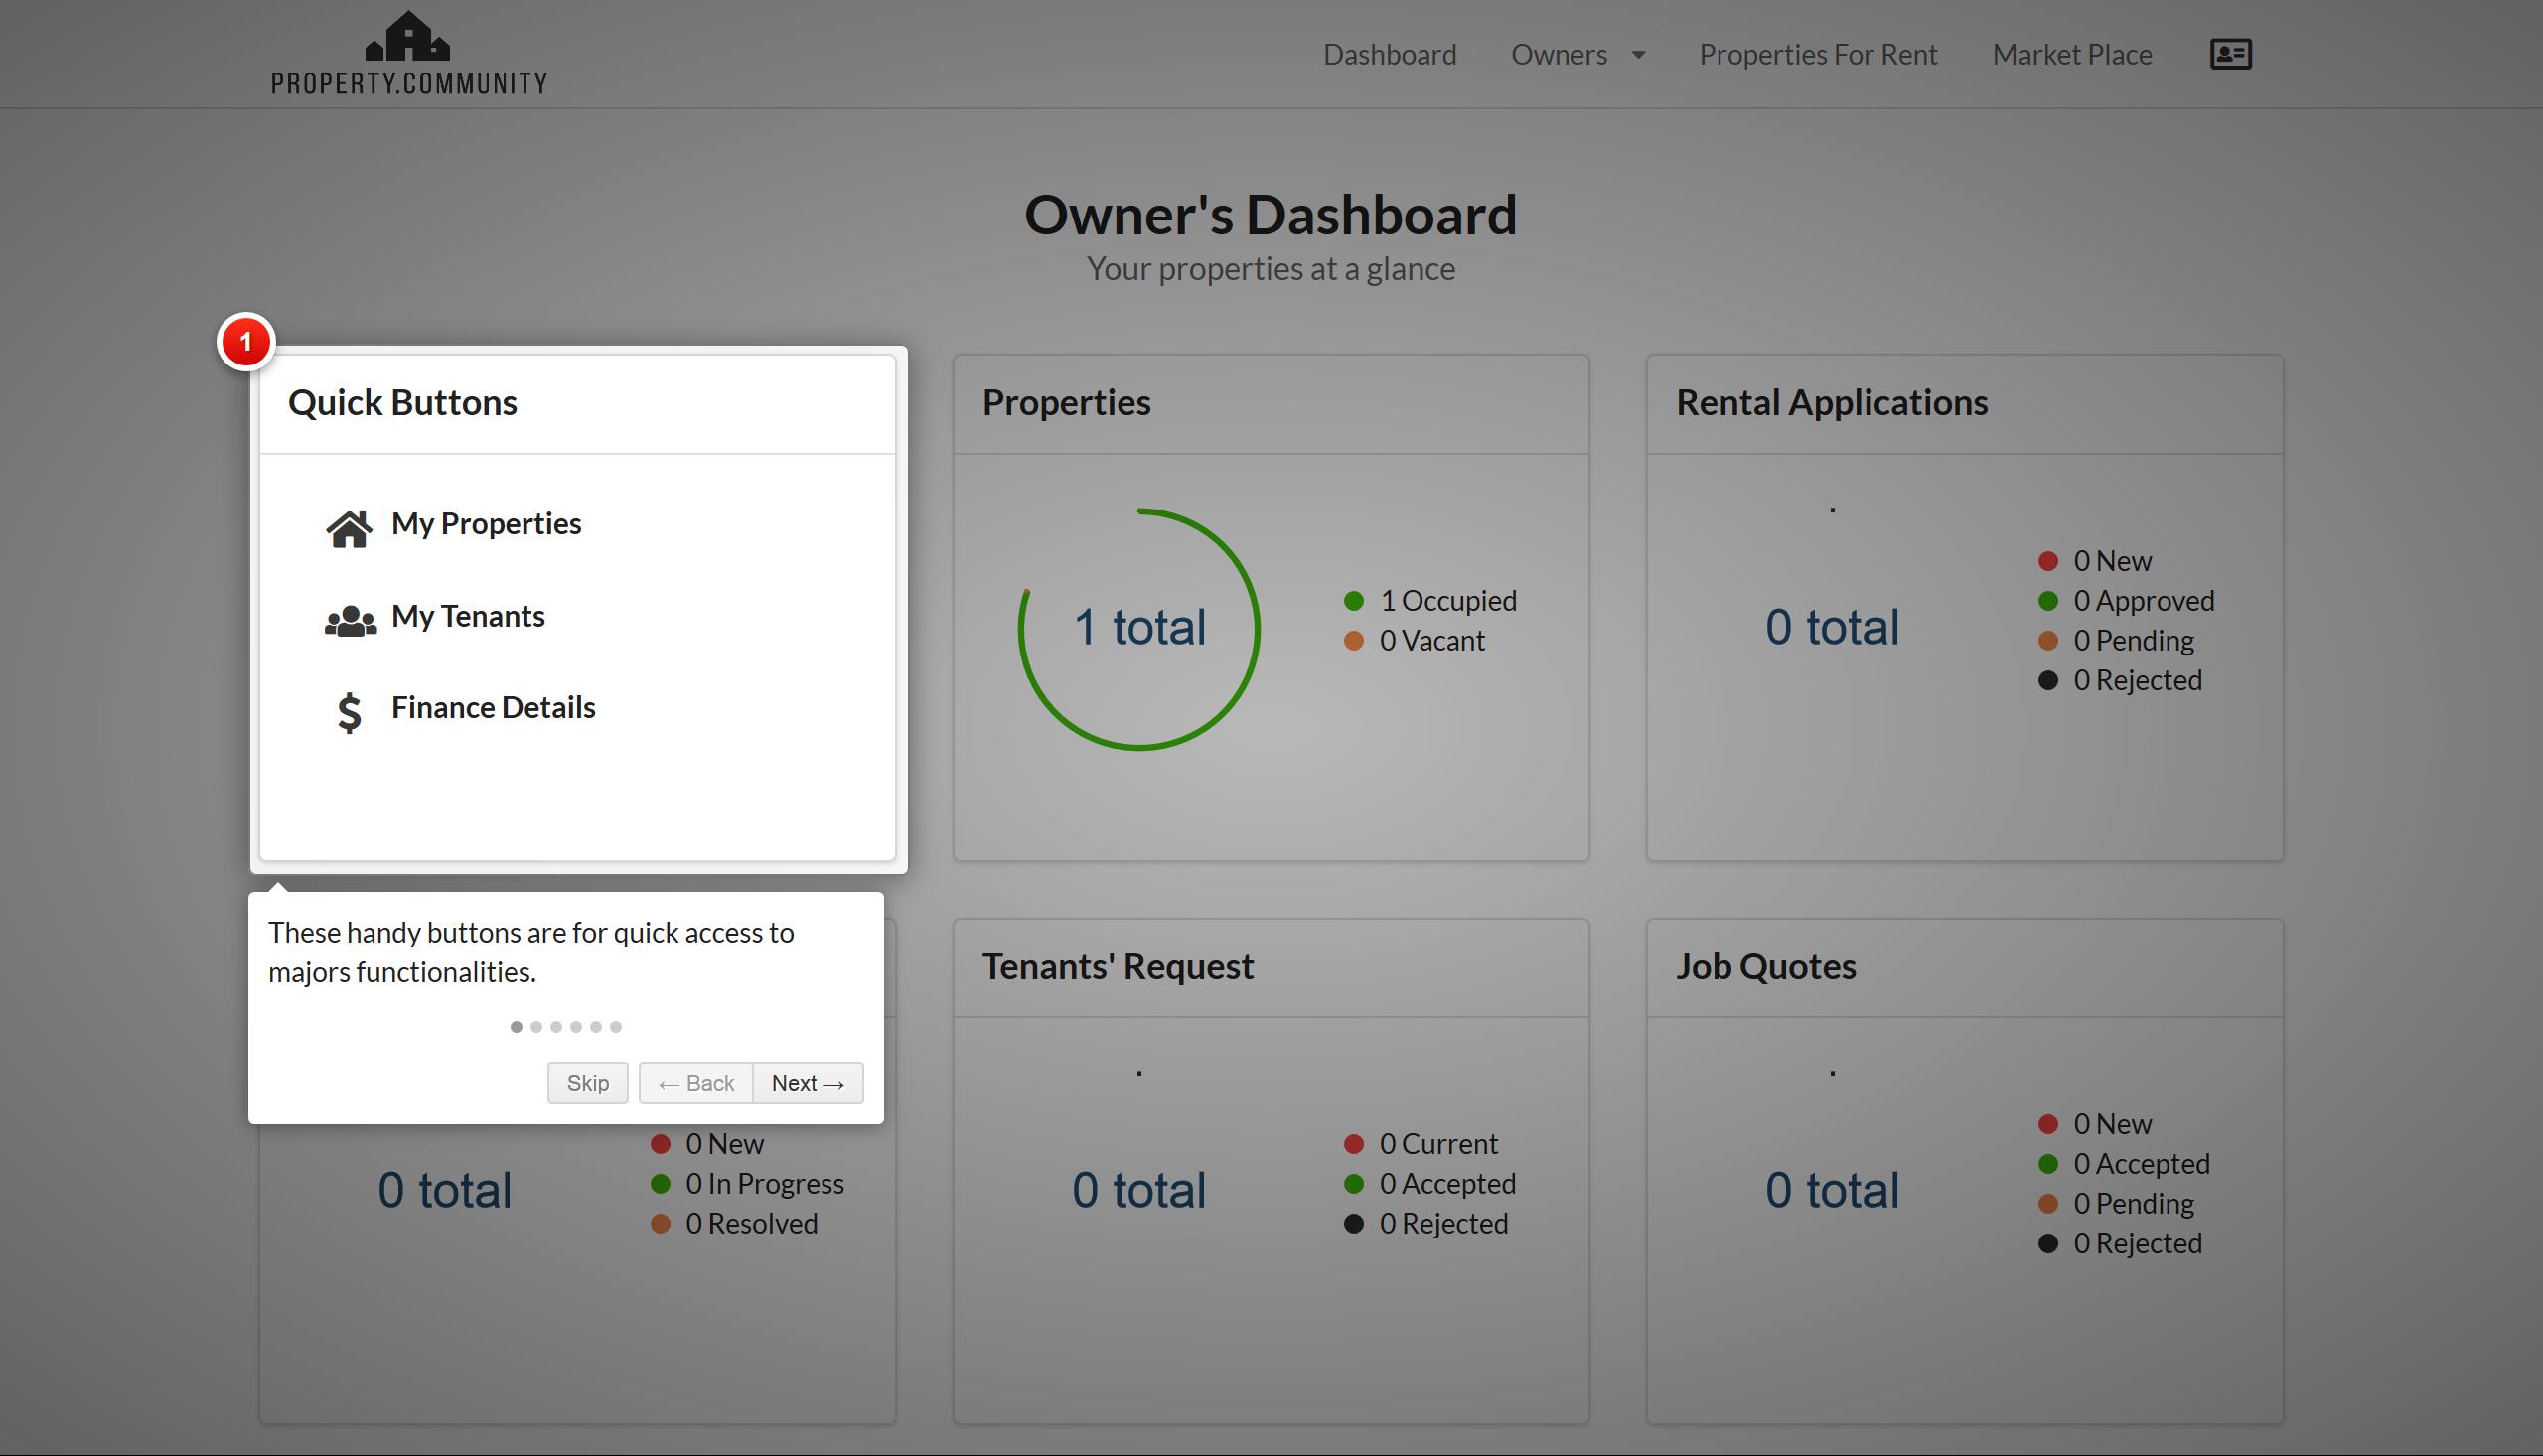 PROPERTY.COMMUNITY
Dashboard
Owners
Properties For Rent
Market Place
Owner's Dashboard
Your properties at a glance
1
Quick Buttons
My Properties
My Tenants
Finance Details
Properties
1 total
1 Occupied
0 Vacant
Rental Applications
0 total
0 New
0 Approved
0 Pending
0 Rejected
These handy buttons are for quick access to
majors functionalities.
Skip
← Back
Next →
0 total
0 New
0 In Progress
0 Resolved
Tenants' Request
0 total
0 Current
0 Accepted
0 Rejected
Job Quotes
0 total
0 New
0 Accepted
0 Pending
0 Rejected